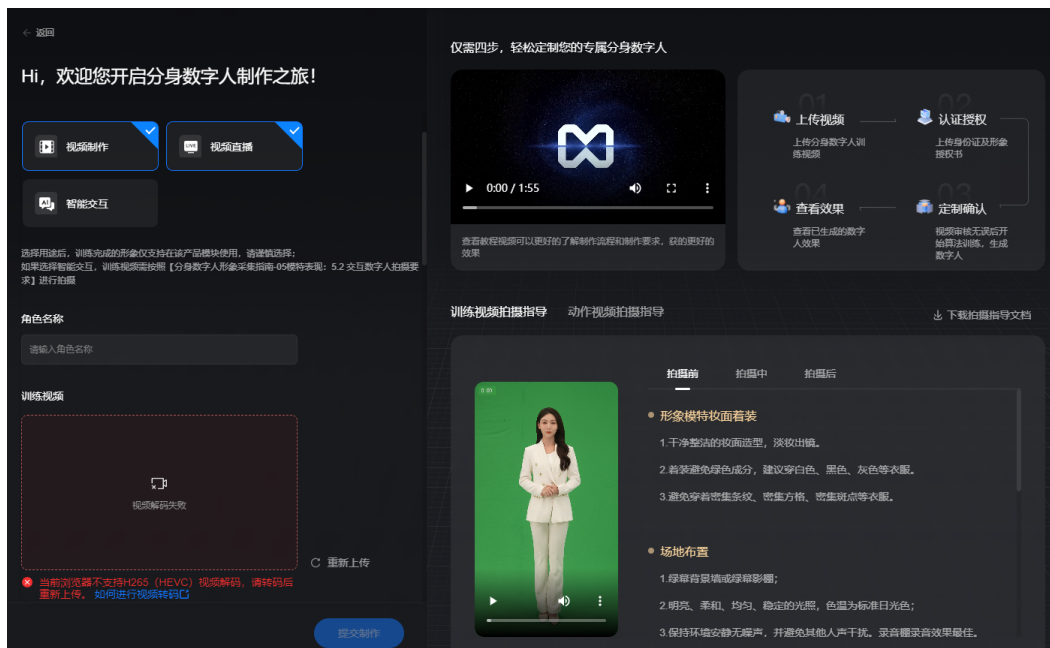 ← 返回
Hi，欢迎您开启分身数字人制作之旅！
视频制作
LIVE 视频直播
AI 智能交互
选择用途后，训练完成的形象仅支持在该产品模块使用，请谨慎选择；
如果选择智能交互，训练视频需按照【分身数字人形象采集指南-05模特表现：5.2 交互数字人拍摄要
求】进行拍摄
角色名称
请输入角色名称
训练视频
视频解码失败
重新上传
当前浏览器不支持H265（HEVC）视频解码，请转码后
重新上传。 如何进行视频转码
提交制作
仅需四步，轻松定制您的专属分身数字人
0:00 / 1:55
查看教程视频可以更好的了解制作流程和制作要求，获的更好的
效果
01
上传视频
上传分身数字人训
练视频
02
认证授权
上传身份证及形象
授权书
04
查看效果
查看已生成的数字
人效果
03
定制确认
视频审核无误后开
始算法训练，生成
数字人
训练视频拍摄指导
动作视频拍摄指导
下载拍摄指导文档
拍摄前
拍摄中
拍摄后
形象模特妆面着装
1.干净整洁的妆面造型，淡妆出镜。
2.着装避免绿色成分，建议穿白色、黑色、灰色等衣服。
3.避免穿着密集条纹、密集方格、密集斑点等衣服。
场地布置
1.绿幕背景墙或绿幕影棚；
2.明亮、柔和、均匀、稳定的光照，色温为标准日光色；
3.保持环境安静无噪声，并避免其他人声干扰。录音棚录音效果最佳。